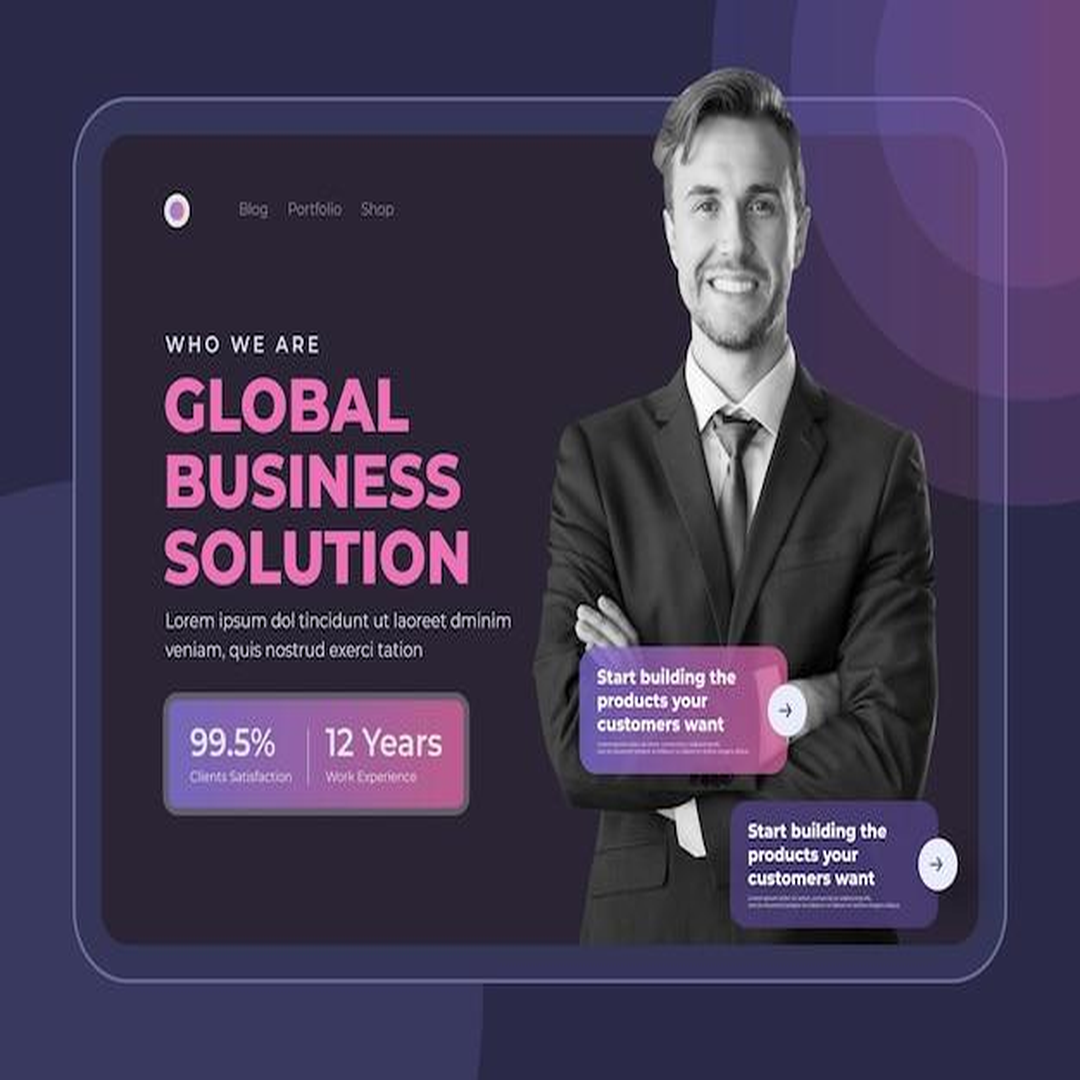 Blog Portfolio Shop
WHO WE ARE
GLOBAL
BUSINESS
SOLUTION
Lorem ipsum dol tincidunt ut laoreet dminim
veniam, quis nostrud exerci tation
99.5% 12 Years
Clients Satisfaction Work Experience
Start building the
products your
customers want
Start building the
products your
customers want